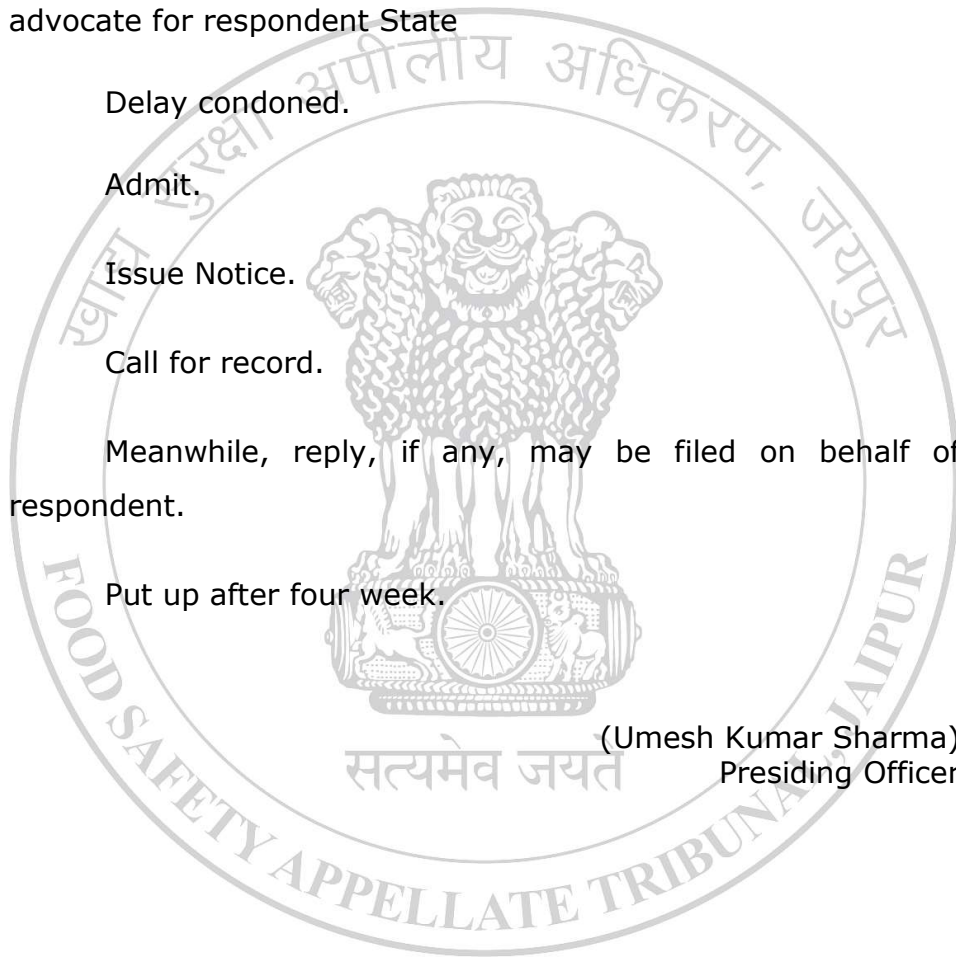 advocate for respondent State
Delay condoned.
Admit.
Issue Notice.
Call for record.
Meanwhile, reply, if any, may be filed on behalf of
respondent.
Put up after four week.
(Umesh Kumar Sharma)
Presiding Officer
खाद्य सुरक्षा अपीलीय अधिकरण, जयपुर
सत्यमेव जयते
FOOD SAFETY APPELLATE TRIBUNAL, JAIPUR